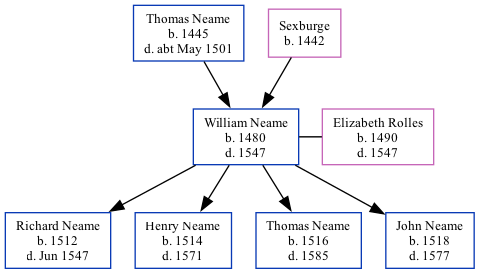 Thomas Neame
b. 1445
d. abt May 1501
Sexburge
b. 1442
William Neame
b. 1480
d. 1547
Elizabeth Rolles
b. 1490
d. 1547
Richard Neame
b. 1512
d. Jun 1547
Henry Neame
b. 1514
d. 1571
Thomas Neame
b. 1516
d. 1585
John Neame
b. 1518
d. 1577